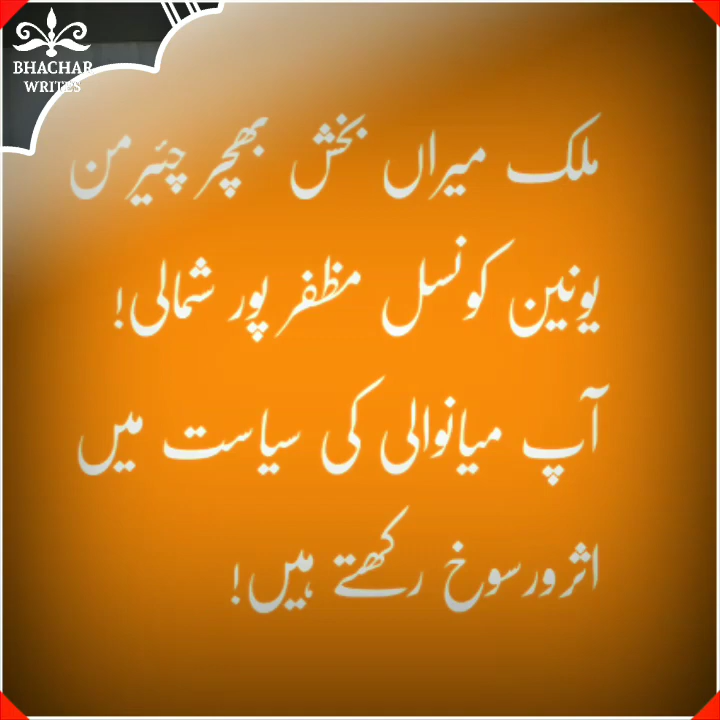 BHACHAR
WRITES
ملک میراں بخش بھچر چئیرمن
یونین کونسل مظفر پور شمالی!
آپ میانوالی کی سیاست میں
اثرورسوخ رکھتے ہیں!